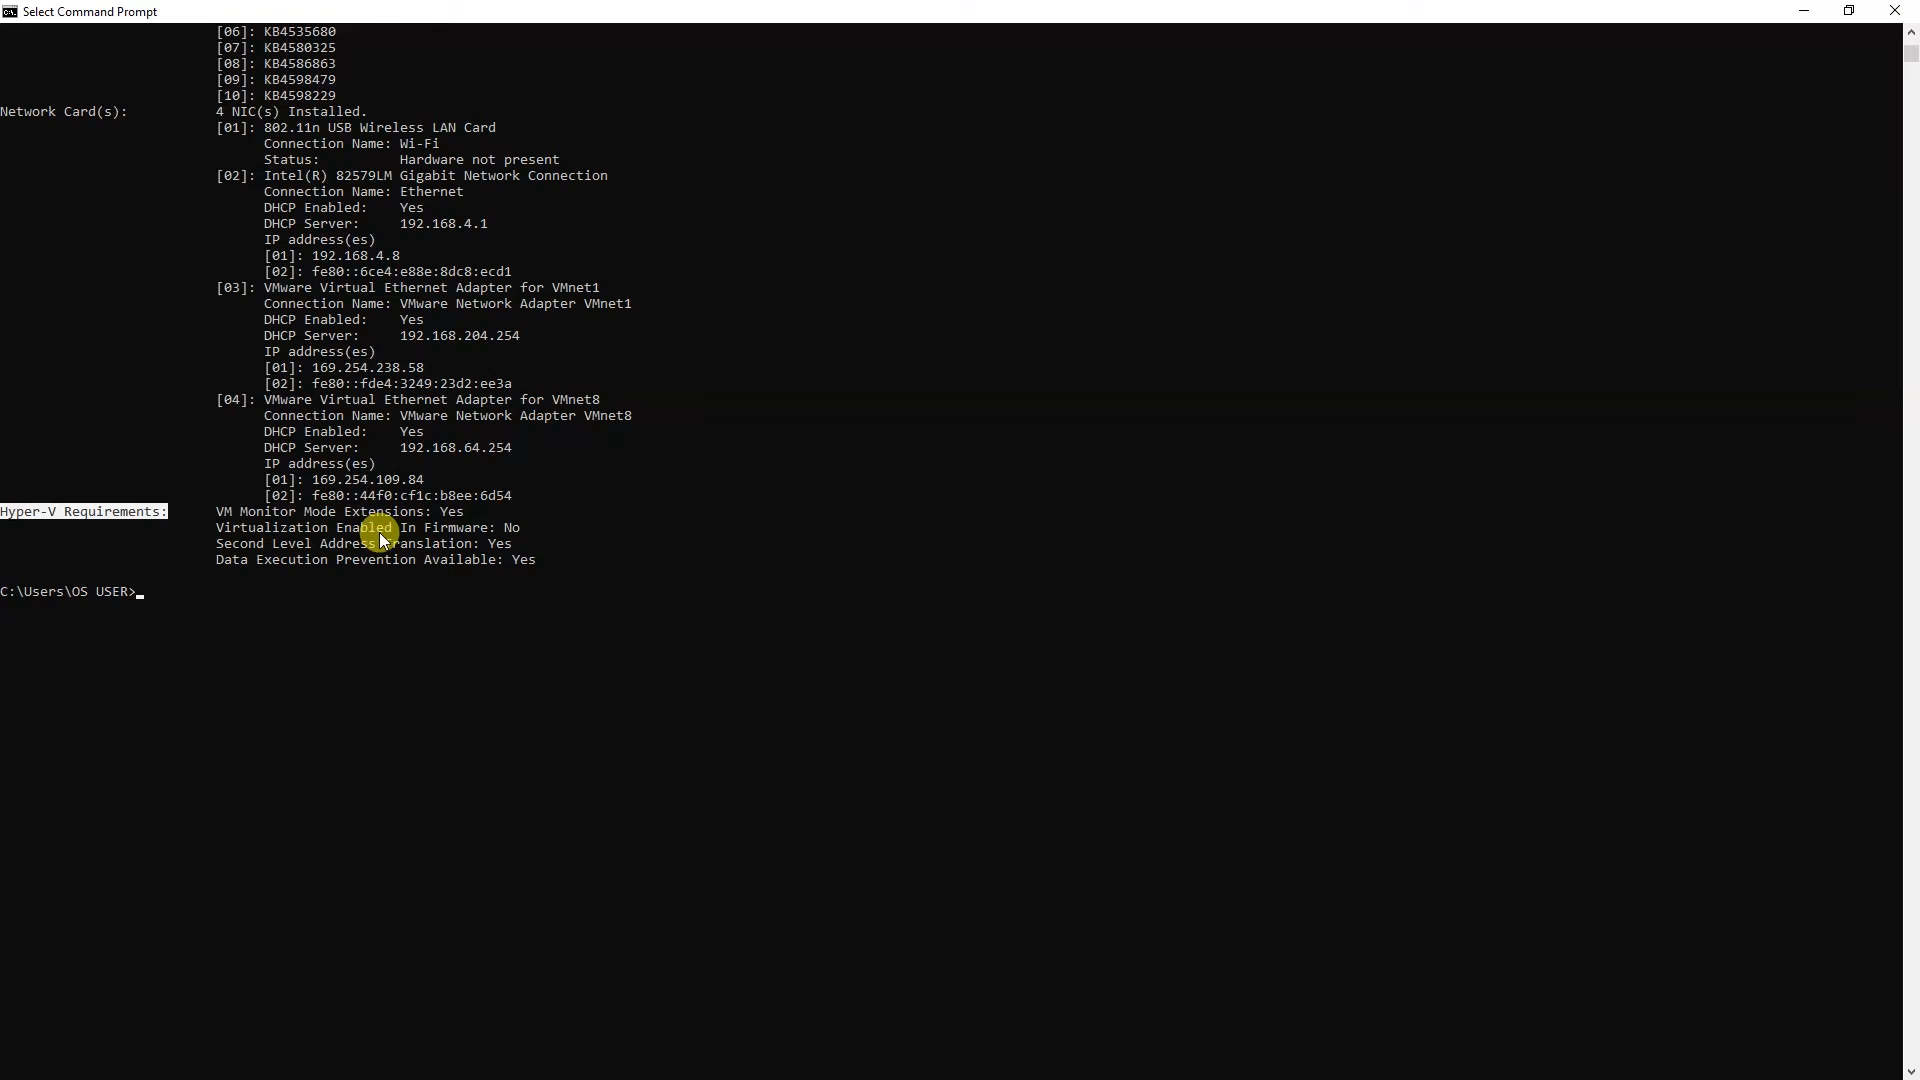 Select Command Prompt
[06]: KB4535680
[07]: KB4580325
[08]: KB4586863
[09]: KB4598479
[10]: KB4598229
Network Card(s): 4 NIC(s) Installed.
[01]: 802.11n USB Wireless LAN Card
Connection Name: Wi-Fi
Status: Hardware not present
[02]: Intel(R) 82579LM Gigabit Network Connection
Connection Name: Ethernet
DHCP Enabled: Yes
DHCP Server: 192.168.4.1
IP address(es)
[01]: 192.168.4.8
[02]: fe80::6ce4:e88e:8dc8:ecd1
[03]: VMware Virtual Ethernet Adapter for VMnet1
Connection Name: VMware Network Adapter VMnet1
DHCP Enabled: Yes
DHCP Server: 192.168.204.254
IP address(es)
[01]: 169.254.238.58
[02]: fe80::fde4:3249:23d2:ee3a
[04]: VMware Virtual Ethernet Adapter for VMnet8
Connection Name: VMware Network Adapter VMnet8
DHCP Enabled: Yes
DHCP Server: 192.168.64.254
IP address(es)
[01]: 169.254.109.84
[02]: fe80::44f0:cf1c:b8ee:6d54
Hyper-V Requirements: VM Monitor Mode Extensions: Yes
Virtualization Enabled In Firmware: No
Second Level Address Translation: Yes
Data Execution Prevention Available: Yes
C:\Users\OS USER>